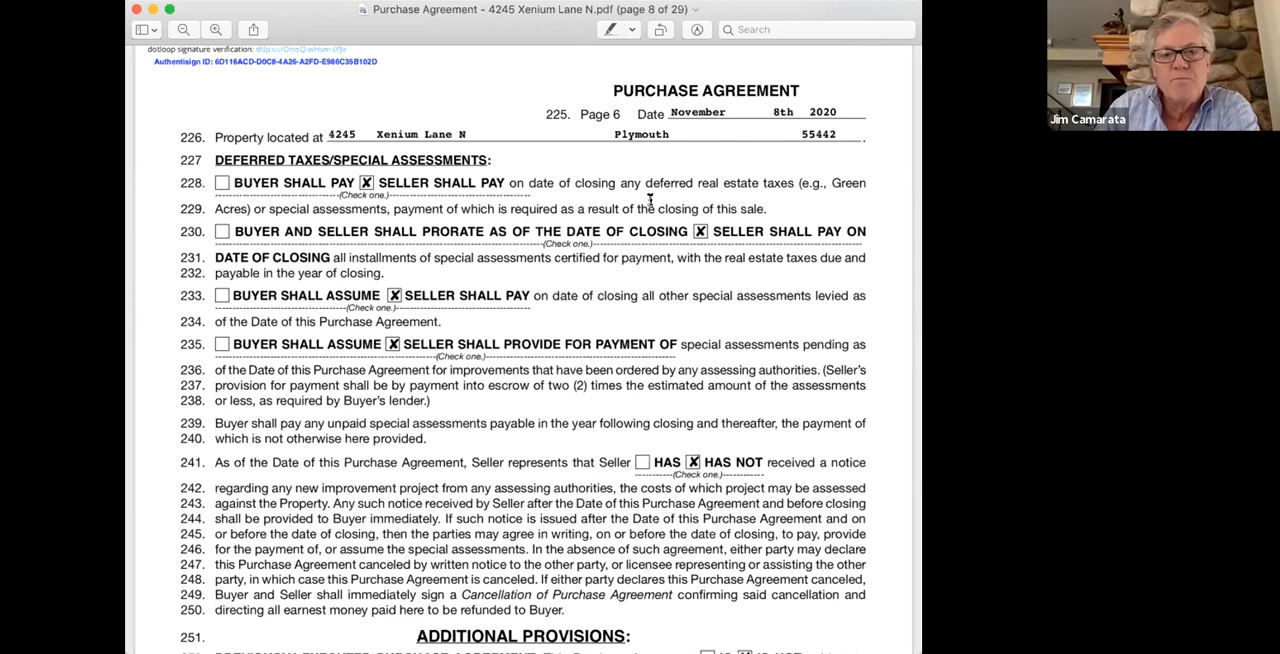 Purchase Agreement - 4245 Xenium Lane N.pdf (page 8 of 29)
Search
dotloop signature verification:
Authentisign ID: 6D116ACD-D0C8-4A26-A2FD-E986C35B102D
PURCHASE AGREEMENT
225. Page 6 Date November 8th 2020
226. Property located at 4245 Xenium Lane N Plymouth 55442 .
227 DEFERRED TAXES/SPECIAL ASSESSMENTS:
228. BUYER SHALL PAY X SELLER SHALL PAY on date of closing any deferred real estate taxes (e.g., Green
(Check one.)
229. Acres) or special assessments, payment of which is required as a result of the closing of this sale.
230. BUYER AND SELLER SHALL PRORATE AS OF THE DATE OF CLOSING X SELLER SHALL PAY ON
(Check one.)
231. DATE OF CLOSING all installments of special assessments certified for payment, with the real estate taxes due and
232. payable in the year of closing.
233. BUYER SHALL ASSUME X SELLER SHALL PAY on date of closing all other special assessments levied as
(Check one.)
234. of the Date of this Purchase Agreement.
235. BUYER SHALL ASSUME X SELLER SHALL PROVIDE FOR PAYMENT OF special assessments pending as
(Check one.)
236. of the Date of this Purchase Agreement for improvements that have been ordered by any assessing authorities. (Seller's
237. provision for payment shall be by payment into escrow of two (2) times the estimated amount of the assessments
238. or less, as required by Buyer's lender.)
239. Buyer shall pay any unpaid special assessments payable in the year following closing and thereafter, the payment of
240. which is not otherwise here provided.
241. As of the Date of this Purchase Agreement, Seller represents that Seller HAS X HAS NOT received a notice
(Check one.)
242. regarding any new improvement project from any assessing authorities, the costs of which project may be assessed
243. against the Property. Any such notice received by Seller after the Date of this Purchase Agreement and before closing
244. shall be provided to Buyer immediately. If such notice is issued after the Date of this Purchase Agreement and on
245. or before the date of closing, then the parties may agree in writing, on or before the date of closing, to pay, provide
246. for the payment of, or assume the special assessments. In the absence of such agreement, either party may declare
247. this Purchase Agreement canceled by written notice to the other party, or licensee representing or assisting the other
248. party, in which case this Purchase Agreement is canceled. If either party declares this Purchase Agreement canceled,
249. Buyer and Seller shall immediately sign a Cancellation of Purchase Agreement confirming said cancellation and
250. directing all earnest money paid here to be refunded to Buyer.
251. ADDITIONAL PROVISIONS:
Jim Camarata